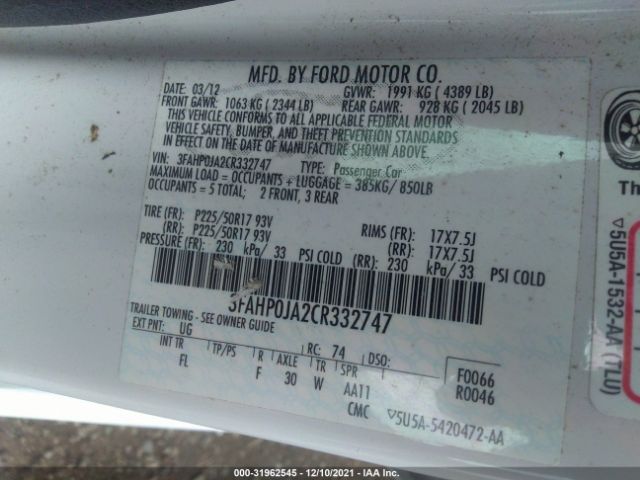 MFD. BY FORD MOTOR CO.
DATE: 03/12 GVWR: 1991 KG ( 4389 LB)
FRONT GAWR: 1063 KG ( 2344 LB) REAR GAWR: 928 KG ( 2045 LB)
THIS VEHICLE CONFORMS TO ALL APPLICABLE FEDERAL MOTOR
VEHICLE SAFETY, BUMPER, AND THEFT PREVENTION STANDARDS
IN EFFECT ON THE DATE OF MANUFACTURE SHOWN ABOVE.
VIN: 3FAHP0JA2CR332747 TYPE: Passenger Car
MAXIMUM LOAD = OCCUPANTS + LUGGAGE = 385KG/ 850LB
OCCUPANTS = 5 TOTAL; 2 FRONT, 3 REAR
TIRE (FR): P225/50R17 93V RIMS (FR): 17X7.5J
(RR): P225/50R17 93V (RR): 17X7.5J
PRESSURE (FR): 230 kPa/ 33 PSI COLD (RR): 230 kPa/ 33 PSI COLD
3FAHP0JA2CR332747
TRAILER TOWING - SEE OWNER GUIDE
EXT PNT: UG RC: 74 DSO:
INT TR TP/PS R AXLE TR SPR F0066
FL F 30 W AA11 R0046
CMC ▽5U5A-5420472-AA
Th
▽5U5A-1532-AA (TLU)
000-31962545 - 12/10/2021 - IAA Inc.